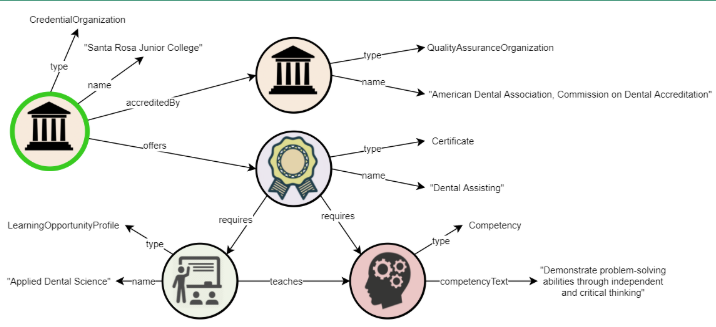 CredentialOrganization
"Santa Rosa Junior College"
type
name
accreditedBy
type
QualityAssuranceOrganization
name
"American Dental Association, Commission on Dental Accreditation"
offers
type
Certificate
name
"Dental Assisting"
requires
requires
LearningOpportunityProfile
type
Competency
type
"Applied Dental Science"
name
teaches
competencyText
"Demonstrate problem-solving
abilities through independent
and critical thinking"